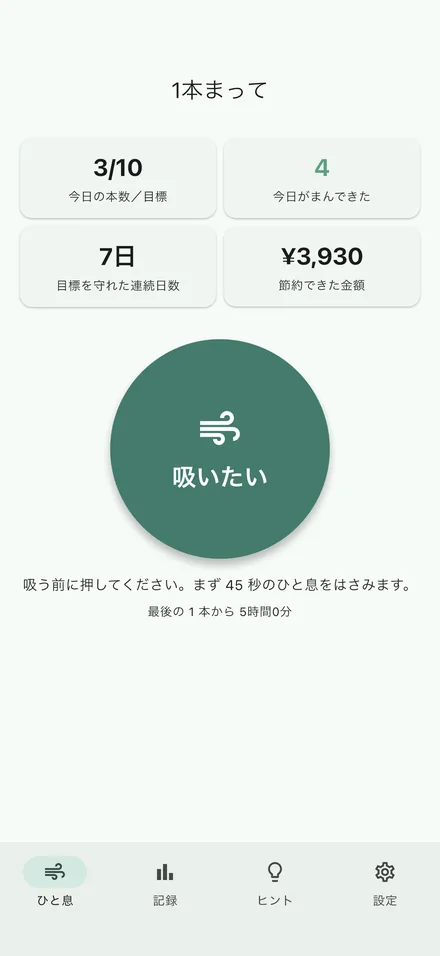 1本まって
3/10
今日の本数／目標
4
今日がまんできた
7日
目標を守れた連続日数
¥3,930
節約できた金額
吸いたい
吸う前に押してください。まず 45 秒のひと息をはさみます。
最後の 1 本から 5時間0分
ひと息
記録
ヒント
設定